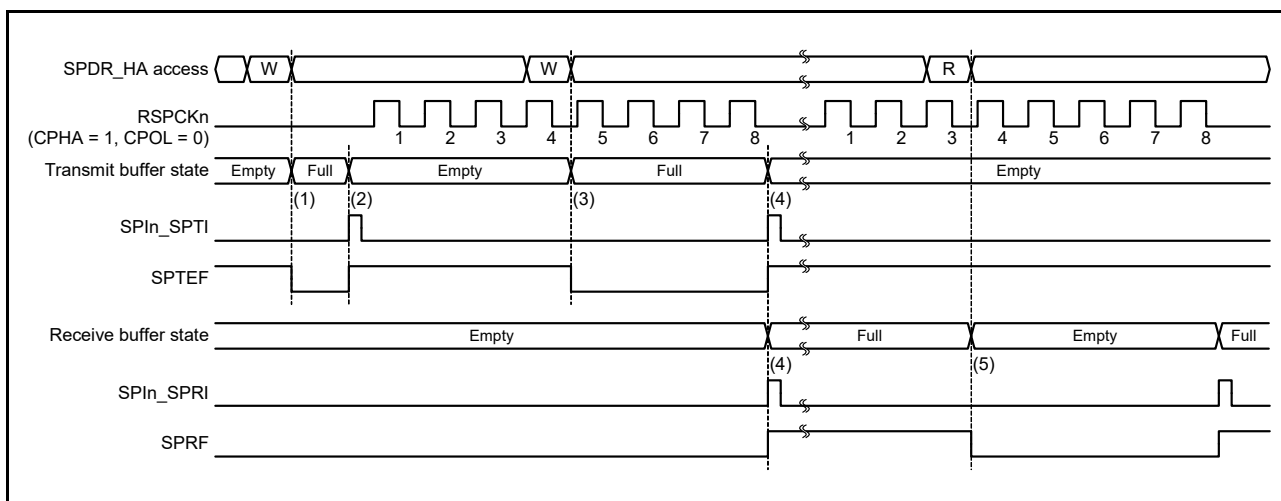 SPDR_HA access W W R
RSPCKn
(CPHA = 1, CPOL = 0) 1 2 3 4 5 6 7 8 1 2 3 4 5 6 7 8
Transmit buffer state Empty Full Empty Full Empty
(1) (2) (3) (4)
SPIn_SPTI
SPTEF
Receive buffer state Empty Full Empty Full
(4) (5)
SPIn_SPRI
SPRF